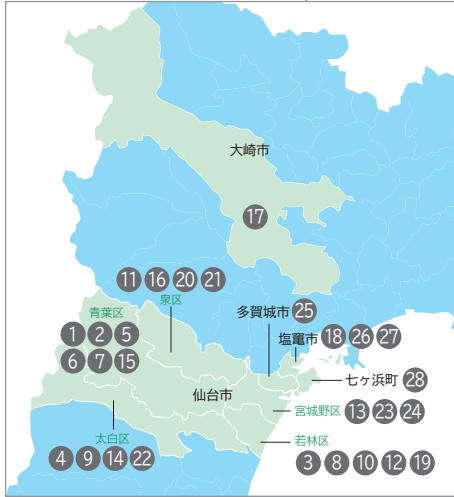 大崎市
17
11 16 20 21
泉区
青葉区
1 2 5
6 7 15
多賀城市 25
塩竈市 18 26 27
七ヶ浜町 28
仙台市
宮城野区 13 23 24
太白区
4 9 14 22
若林区
3 8 10 12 19